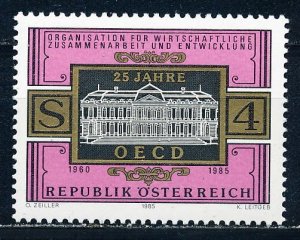 ORGANISATION FÜR WIRTSCHAFTLICHE
ZUSAMMENARBEIT UND ENTWICKLUNG
25 JAHRE
S 4
OECD
1960 1985
REPUBLIK ÖSTERREICH
O. ZEILLER 1985 K. LEITGEB